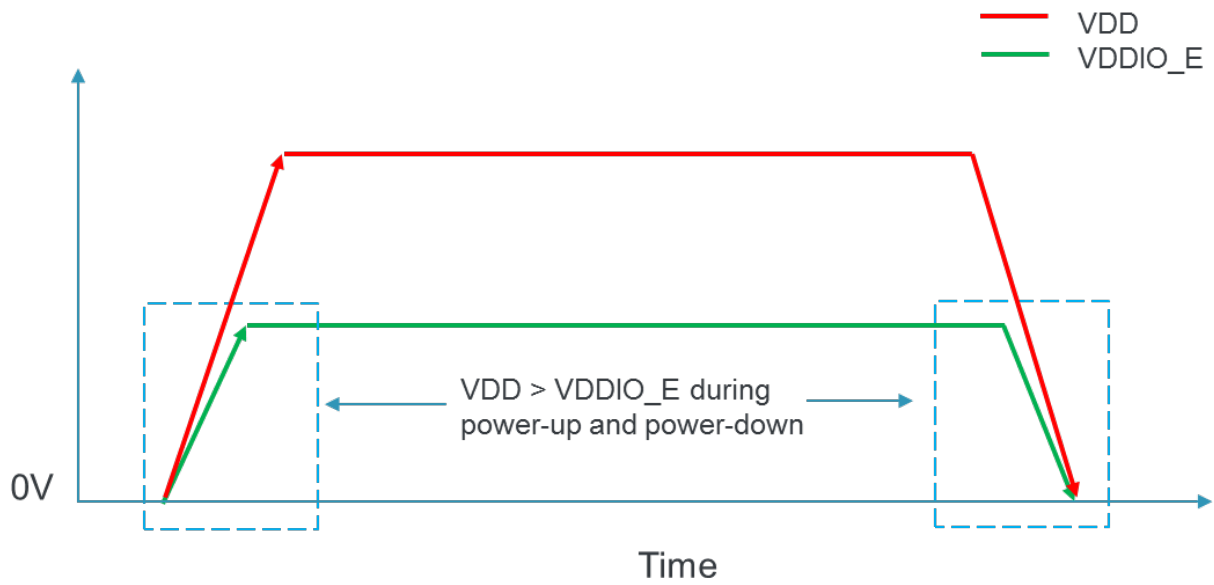 VDD
VDDIO_E
VDD > VDDIO_E during
power-up and power-down
0V
Time